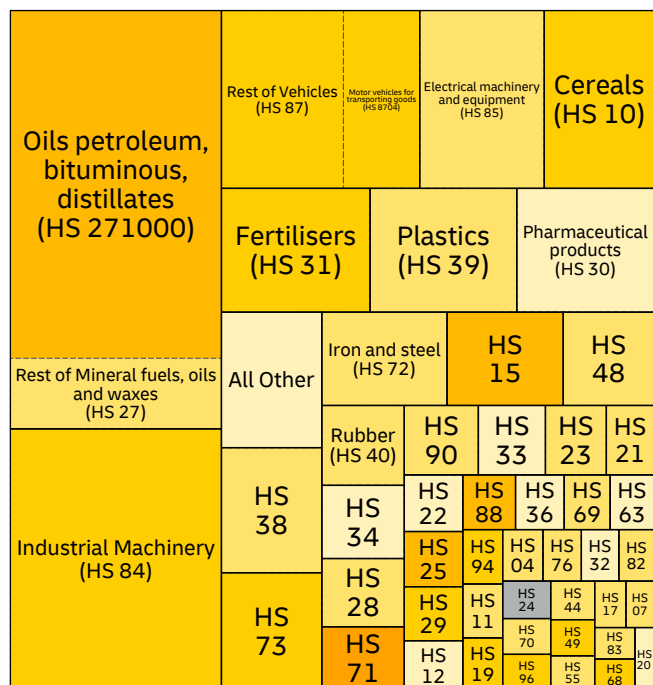 Oils petroleum,
bituminous,
distillates
(HS 271000)
Rest of Mineral fuels, oils
and waxes
(HS 27)
Industrial Machinery
(HS 84)
Rest of Vehicles
(HS 87)
Motor vehicles for
transporting goods
(HS 8704)
Electrical machinery
and equipment
(HS 85)
Cereals
(HS 10)
Fertilisers
(HS 31)
Plastics
(HS 39)
Pharmaceutical
products
(HS 30)
All Other
Iron and steel
(HS 72)
HS
15
HS
48
Rubber
(HS 40)
HS
90
HS
33
HS
23
HS
21
HS
38
HS
34
HS
22
HS
88
HS
36
HS
69
HS
63
HS
25
HS
94
HS
04
HS
76
HS
32
HS
82
HS
73
HS
28
HS
29
HS
11
HS
24
HS
44
HS
17
HS
07
HS
70
HS
49
HS
83
HS
20
HS
71
HS
12
HS
19
HS
96
HS
55
HS
68